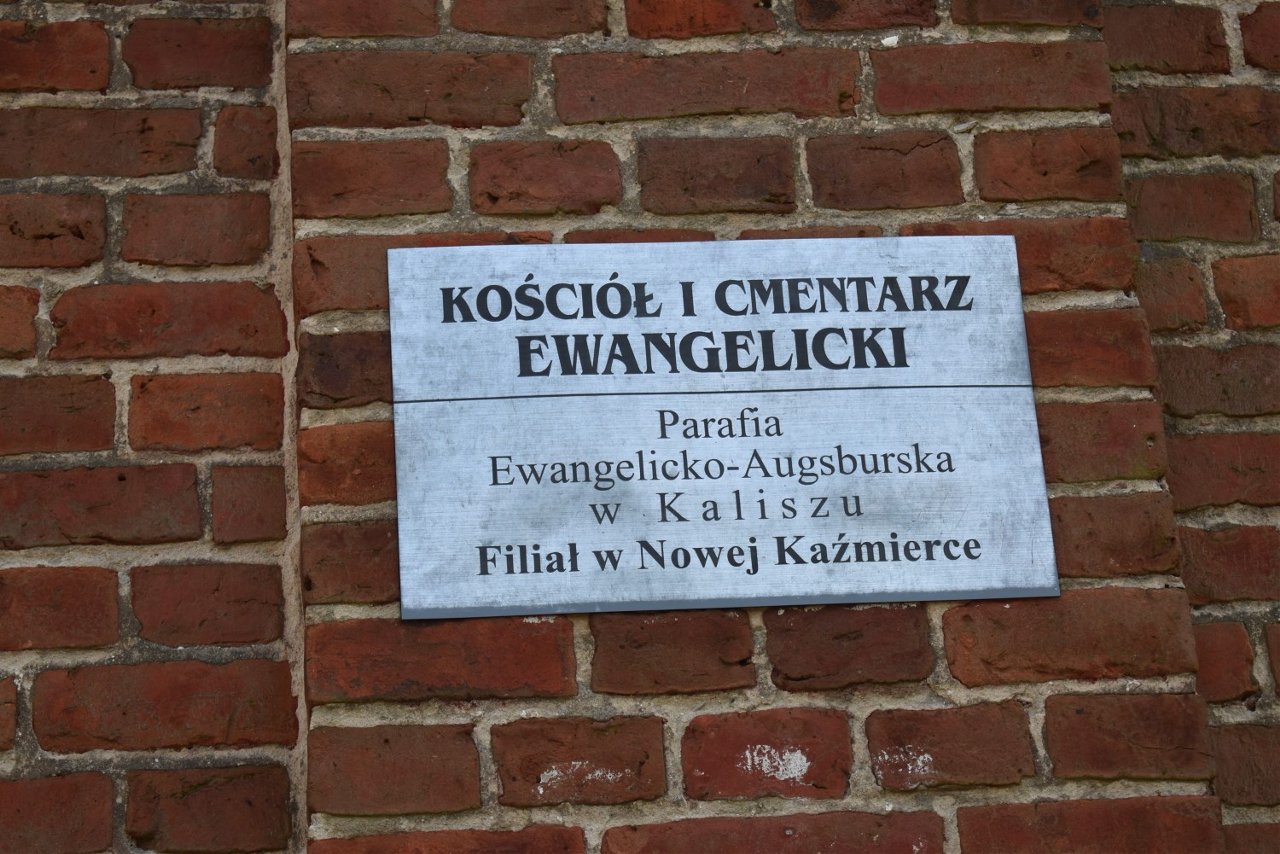 KOŚCIÓŁ I CMENTARZ
EWANGELICKI
Parafia
Ewangelicko-Augsburska
w Kaliszu
Filiał w Nowej Kaźmierce